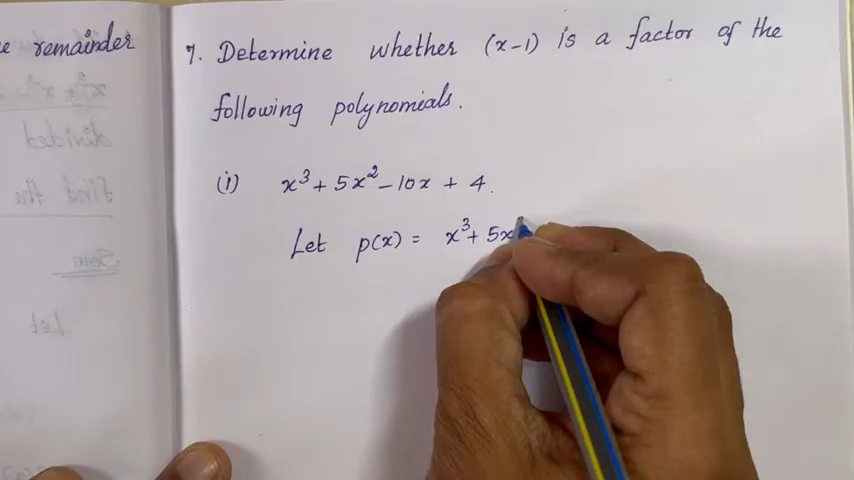 e remainder
7. Determine whether (x-1) is a factor of the
following polynomials.
(i) x³ + 5x² - 10x + 4.
Let p(x) = x³ + 5x